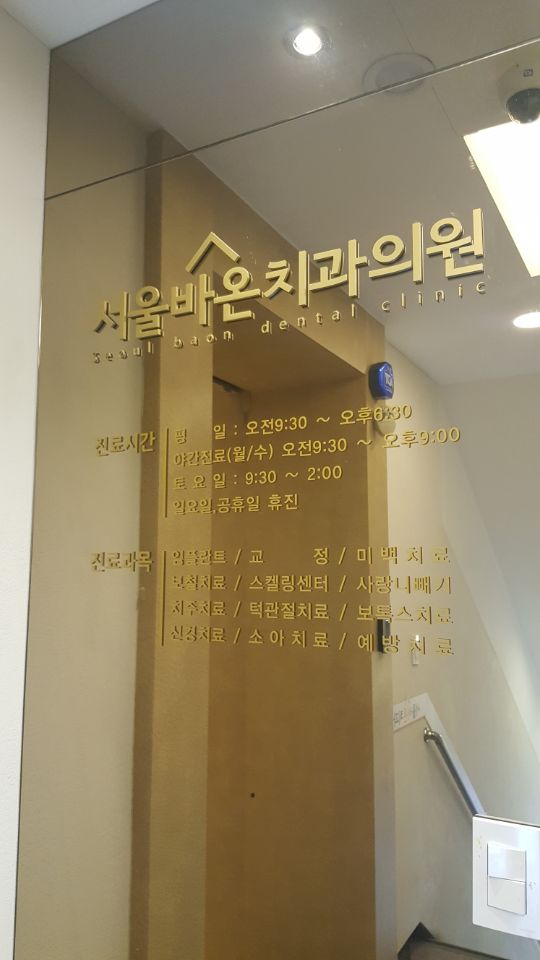 서울바온치과의원
seoul baon dental clinic
진료시간
평 일 : 오전9:30 ~ 오후6:30
야간진료(월/수) 오전9:30 ~ 오후9:00
토 요 일 : 9:30 ~ 2:00
일요일,공휴일 휴진
진료과목
임플란트 / 교 정 / 미 백 치 료
보철치료 / 스켈링센터 / 사랑니빼기
치주치료 / 턱관절치료 / 보톡스치료
신경치료 / 소 아 치 료 / 예 방 치 료